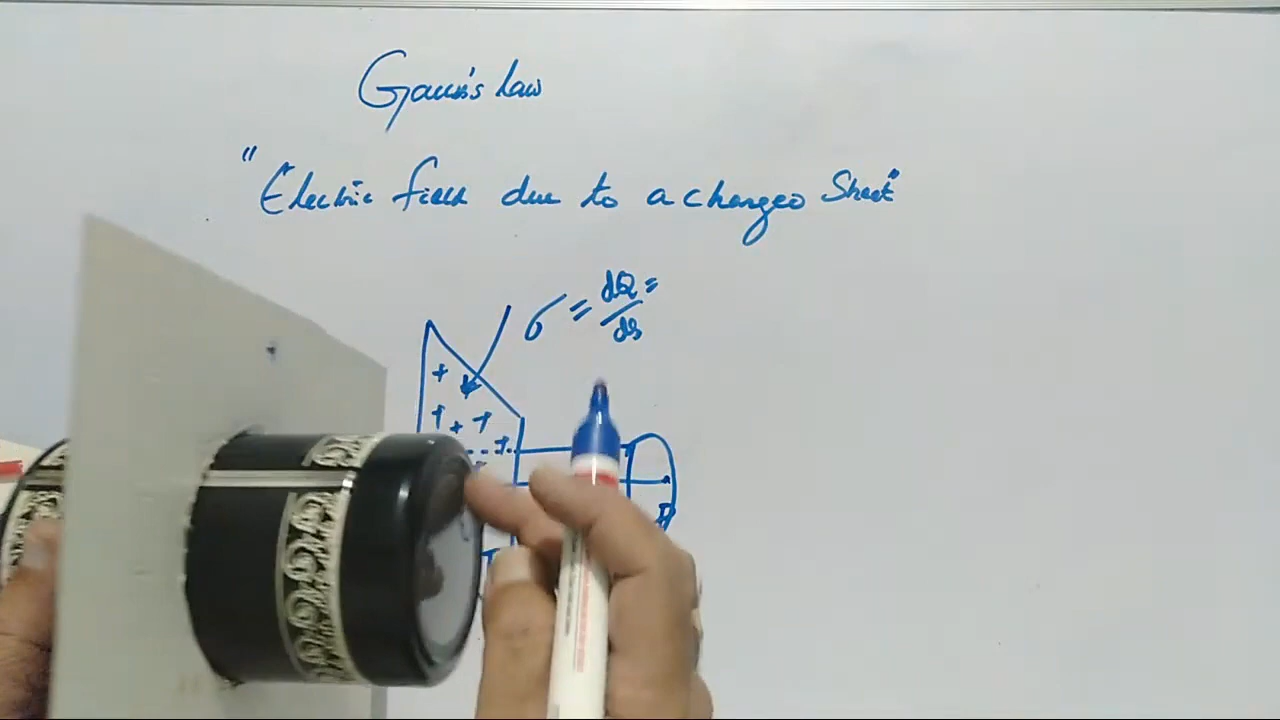 Gauss's Law
"Electric field due to a charged Sheet"
σ = dQ =
ds
+
+ + +
+
P